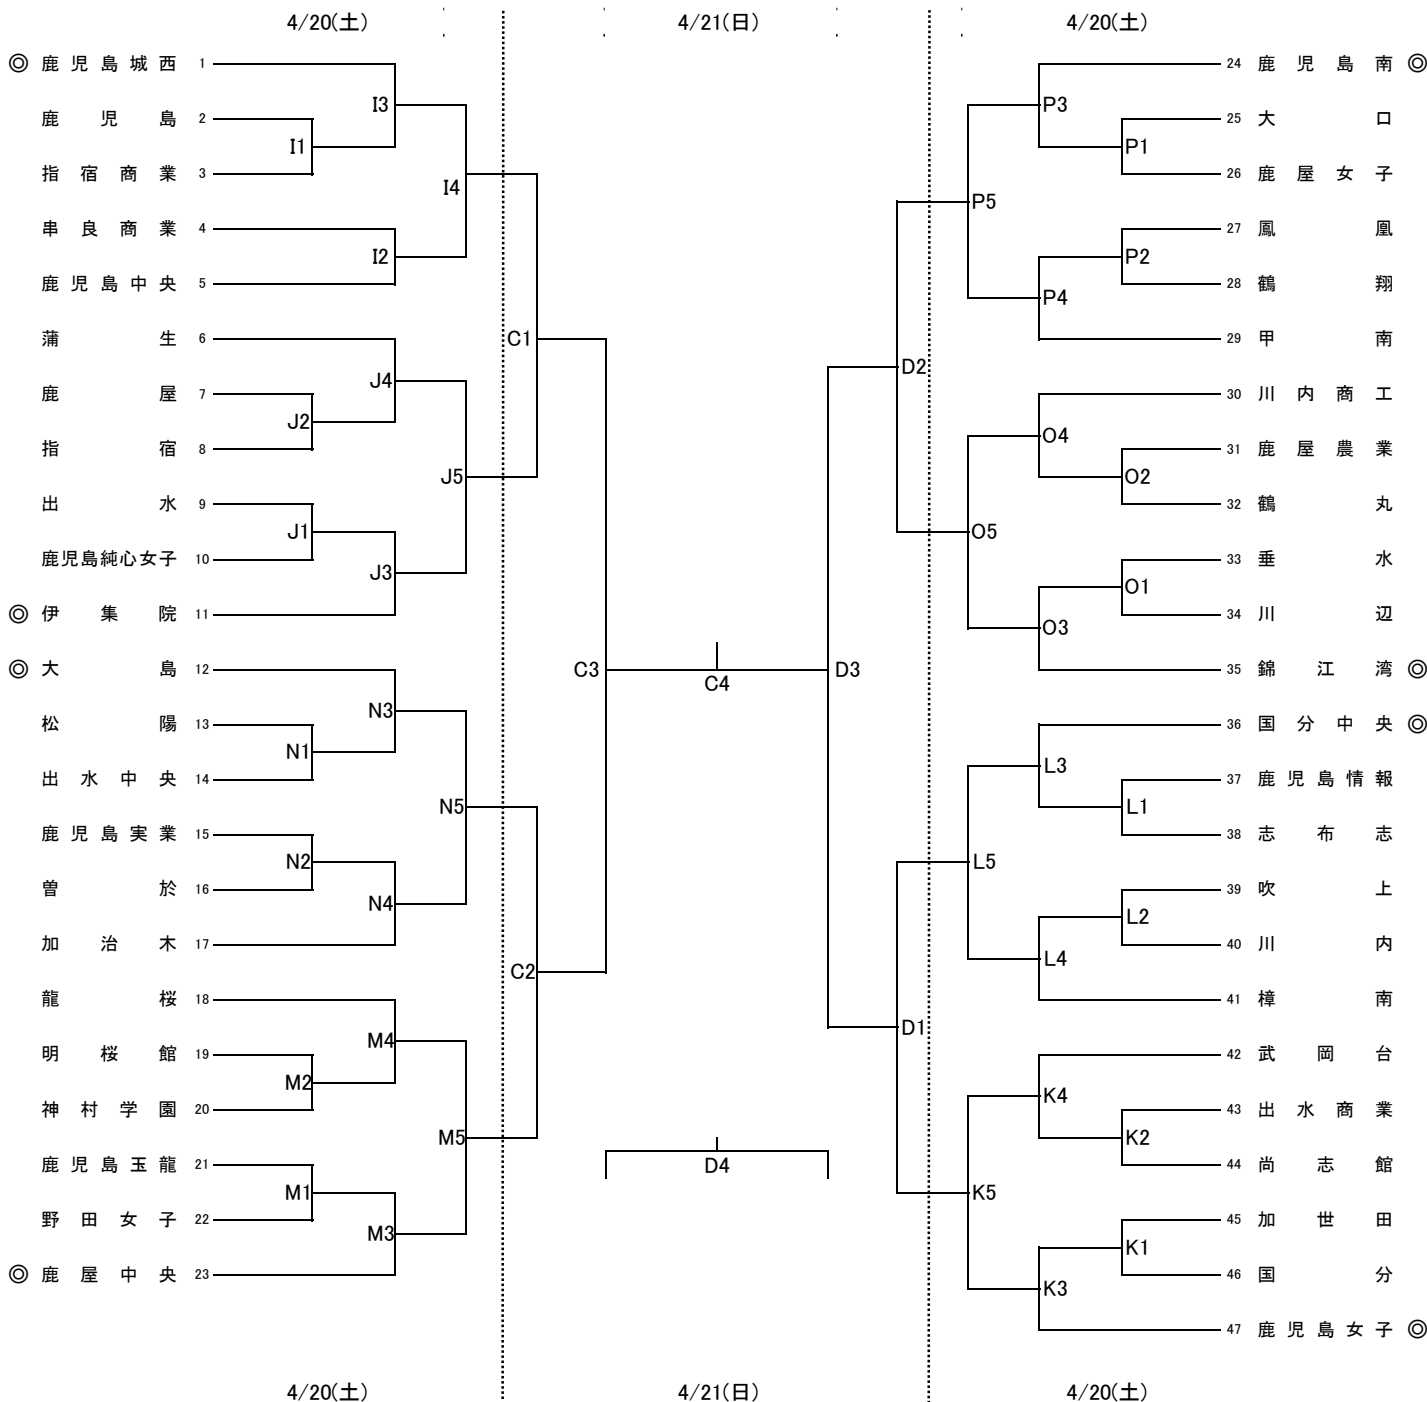 4/20(土) 4/21(日) 4/20(土)
◎ 鹿児島城西 1 24 鹿児島南 ◎
I3 P3
鹿児島 2 25 大口
I1 P1
指宿商業 3 26 鹿屋女子
I4 P5
串良商業 4 27 鳳凰
I2 P2
鹿児島中央 5 28 鶴翔
P4
蒲生 6 C1 29 甲南
J4 D2
鹿屋 7 30 川内商工
J2 O4
指宿 8 31 鹿屋農業
J5 O2
出水 9 32 鶴丸
J1 O5
鹿児島純心女子 10 33 垂水
J3 O1
◎ 伊集院 11 34 川辺
O3
◎ 大島 12 C3 C4 D3 35 錦江湾 ◎
N3
松陽 13 36 国分中央 ◎
N1 L3
出水中央 14 37 鹿児島情報
N5 L1
鹿児島実業 15 38 志布志
N2 L5
曽於 16 39 吹上
N4 L2
加治木 17 40 川内
C2 L4
龍桜 18 41 樟南
M4 D1
明桜館 19 42 武岡台
M2 K4
神村学園 20 43 出水商業
M5 K2
鹿児島玉龍 21 D4 44 尚志館
M1 K5
野田女子 22 45 加世田
M3 K1
◎ 鹿屋中央 23 46 国分
K3
47 鹿児島女子 ◎
4/20(土) 4/21(日) 4/20(土)